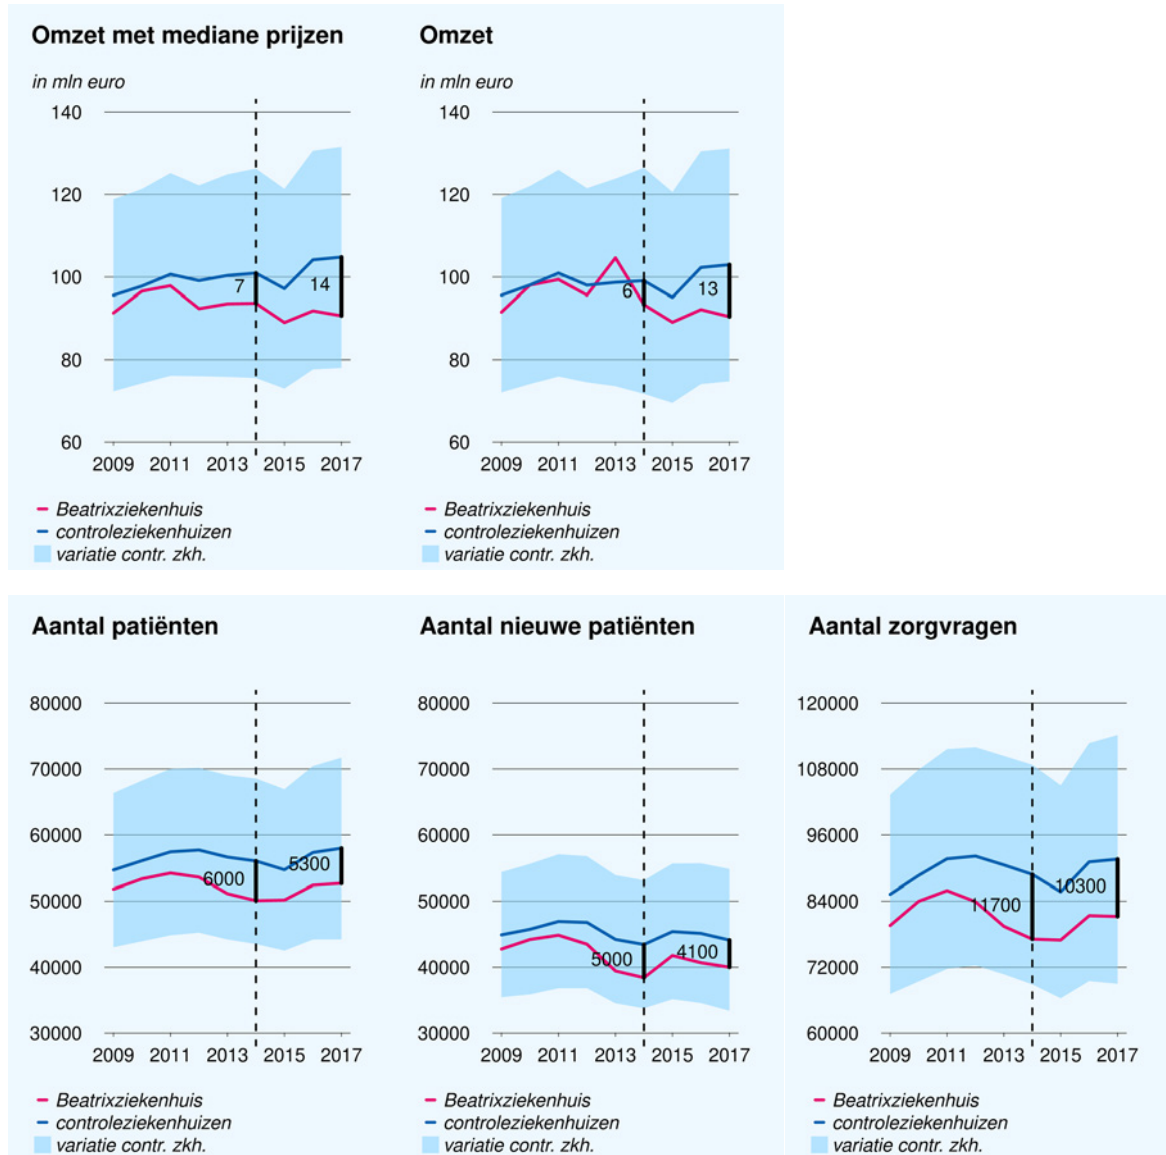 Omzet met mediane prijzen
in mln euro
140
120
100
80
60
7
14
2009 2011 2013 2015 2017
Beatrixziekenhuis
controleziekenhuizen
variatie contr. zkh.
Omzet
in mln euro
140
120
100
80
60
6
13
2009 2011 2013 2015 2017
Beatrixziekenhuis
controleziekenhuizen
variatie contr. zkh.
Aantal patiënten
80000
70000
60000
50000
40000
30000
6000
5300
2009 2011 2013 2015 2017
Beatrixziekenhuis
controleziekenhuizen
variatie contr. zkh.
Aantal nieuwe patiënten
80000
70000
60000
50000
40000
30000
5000
4100
2009 2011 2013 2015 2017
Beatrixziekenhuis
controleziekenhuizen
variatie contr. zkh.
Aantal zorgvragen
120000
108000
96000
84000
72000
60000
11700
10300
2009 2011 2013 2015 2017
Beatrixziekenhuis
controleziekenhuizen
variatie contr. zkh.